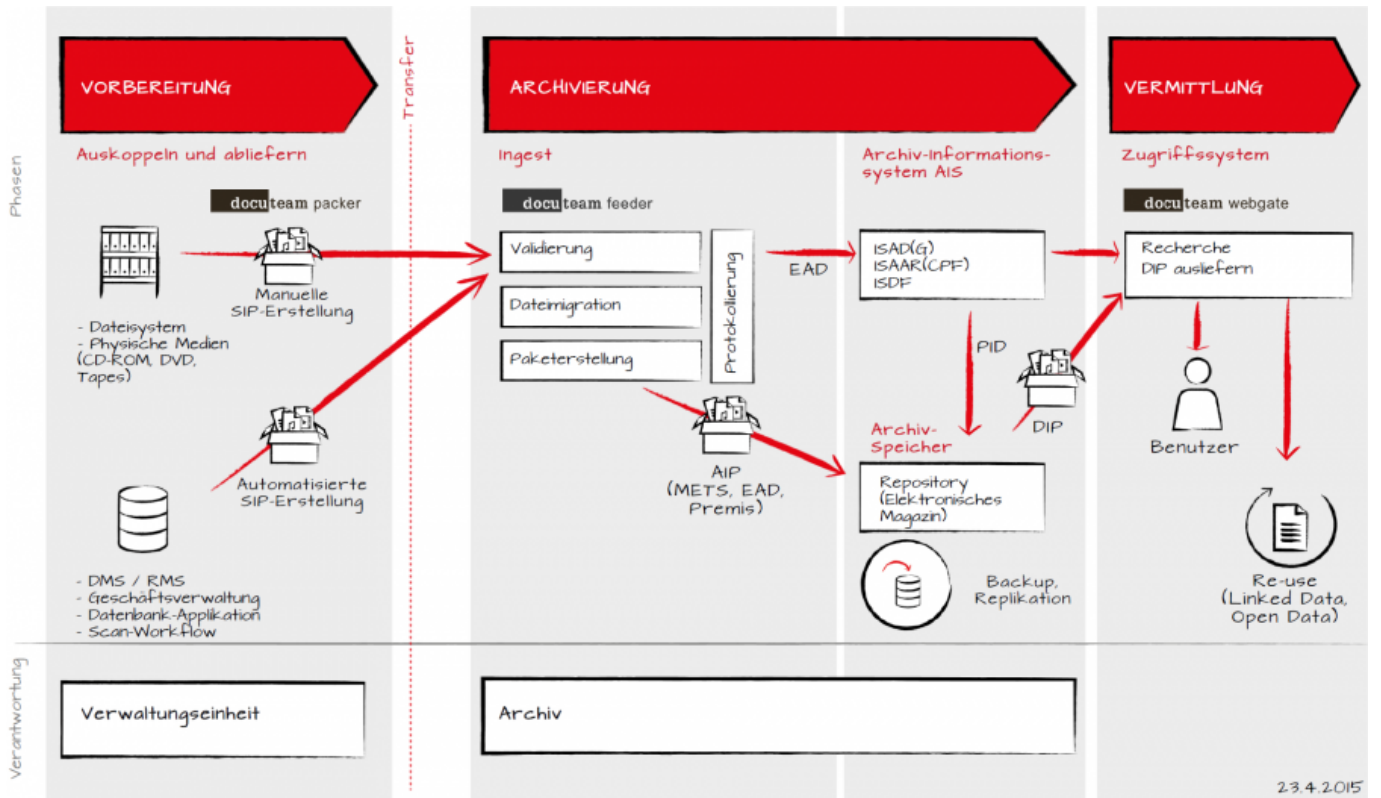 VORBEREITUNG
Transfer
ARCHIVIERUNG
VERMITTLUNG
Phasen
Auskoppeln und abliefern
Ingest
Archiv-Informations-
system AIS
Zugriffssystem
docuteam packer
docuteam feeder
docuteam webgate
Manuelle
SIP-Erstellung
- Dateisystem
- Physische Medien
(CD-ROM, DVD,
Tapes)
Automatisierte
SIP-Erstellung
- DMS / RMS
- Geschäftsverwaltung
- Datenbank-Applikation
- Scan-Workflow
Validierung
Dateimigration
Paketerstellung
Protokollierung
EAD
AIP
(METS, EAD,
Premis)
ISAD(G)
ISAAR(CPF)
ISDF
PID
Archiv-
Speicher
DIP
Repository
(Elektronisches
Magazin)
Backup,
Replikation
Recherche
DIP ausliefern
Benutzer
Re-use
(Linked Data,
Open Data)
Verantwortung
Verwaltungseinheit
Archiv
23.4.2015